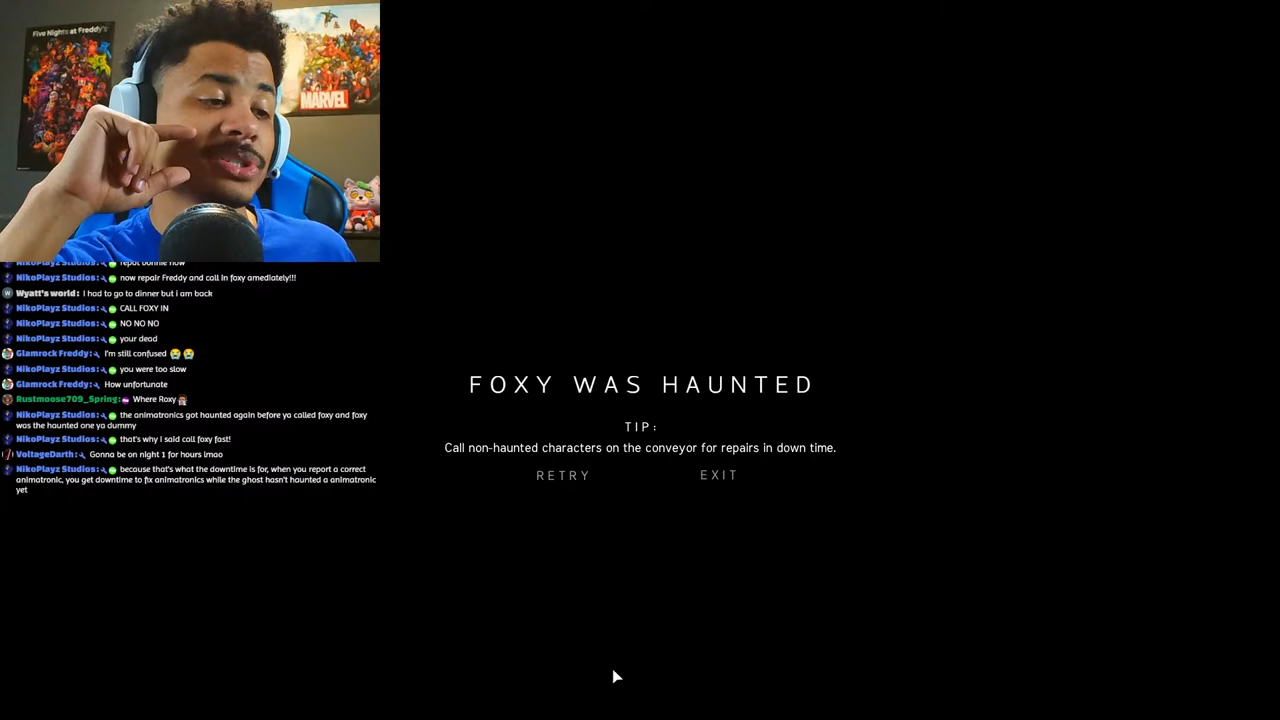 Five Nights at Freddy's
MARVEL
NikoPlayz Studios: repot bonnie now
NikoPlayz Studios: now repair Freddy and call in foxy amediately!!!
W Wyatt's world: I had to go to dinner but i am back
NikoPlayz Studios: CALL FOXY IN
NikoPlayz Studios: NO NO NO
NikoPlayz Studios: your dead
Glamrock Freddy: I'm still confused 😭 😭
NikoPlayz Studios: you were too slow
Glamrock Freddy: How unfortunate
Rustmoose709_Spring: Where Roxy
NikoPlayz Studios: the animatronics got haunted again before ya called foxy and foxy
was the haunted one ya dummy
NikoPlayz Studios: that's why I said call foxy fast!
VoltageDarth: Gonna be on night 1 for hours lmao
NikoPlayz Studios: because that's what the downtime is for, when you report a correct
animatronic, you get downtime to fix animatronics while the ghost hasn't haunted a animatronic
yet
FOXY WAS HAUNTED
TIP:
Call non-haunted characters on the conveyor for repairs in down time.
RETRY EXIT